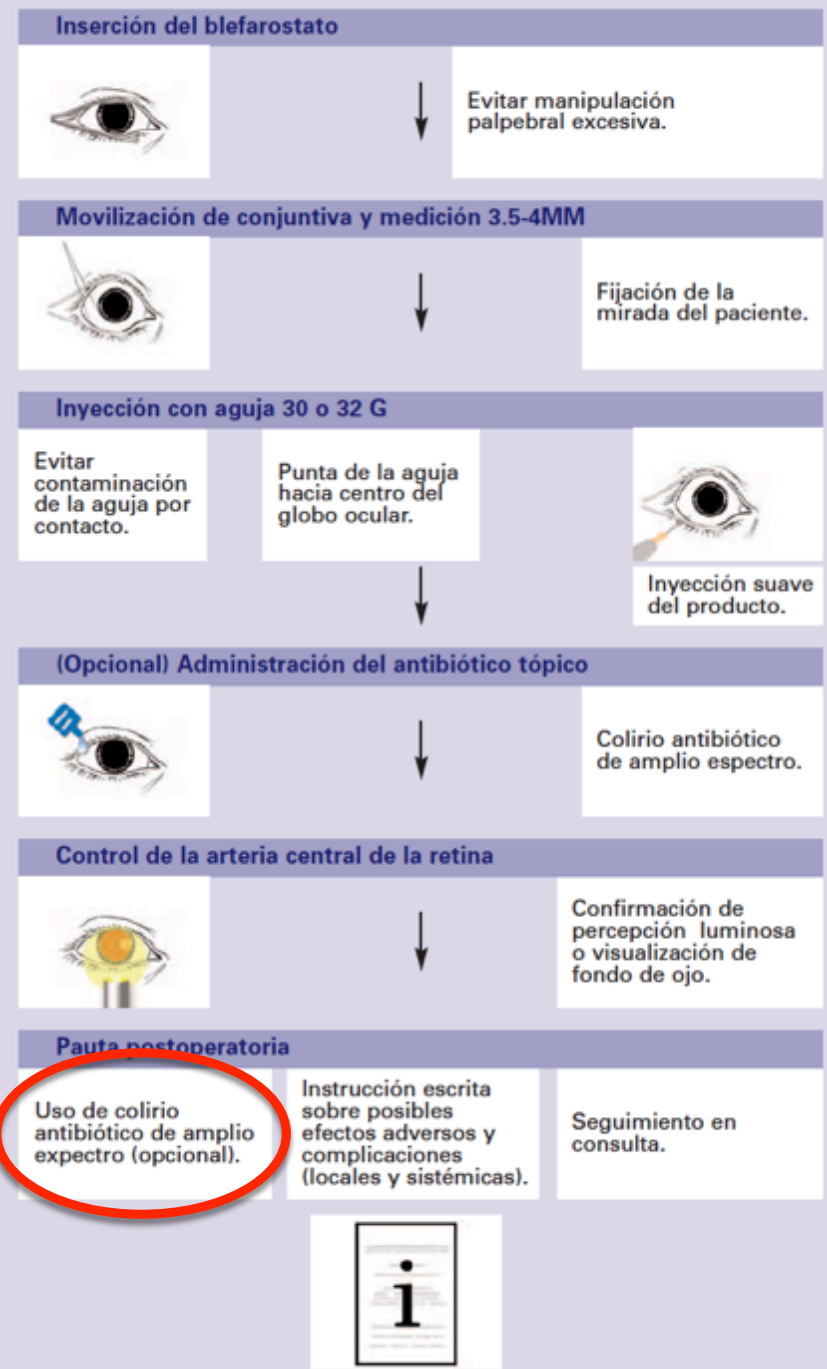 Inserción del blefarostato
Evitar manipulación
palpebral excesiva.
Movilización de conjuntiva y medición 3.5-4MM
Fijación de la
mirada del paciente.
Inyección con aguja 30 o 32 G
Evitar
contaminación
de la aguja por
contacto.
Punta de la aguja
hacia centro del
globo ocular.
Inyección suave
del producto.
(Opcional) Administración del antibiótico tópico
Colirio antibiótico
de amplio espectro.
Control de la arteria central de la retina
Confirmación de
percepción luminosa
o visualización de
fondo de ojo.
Pauta postoperatoria
Uso de colirio
antibiótico de amplio
expectro (opcional).
Instrucción escrita
sobre posibles
efectos adversos y
complicaciones
(locales y sistémicas).
Seguimiento en
consulta.
i